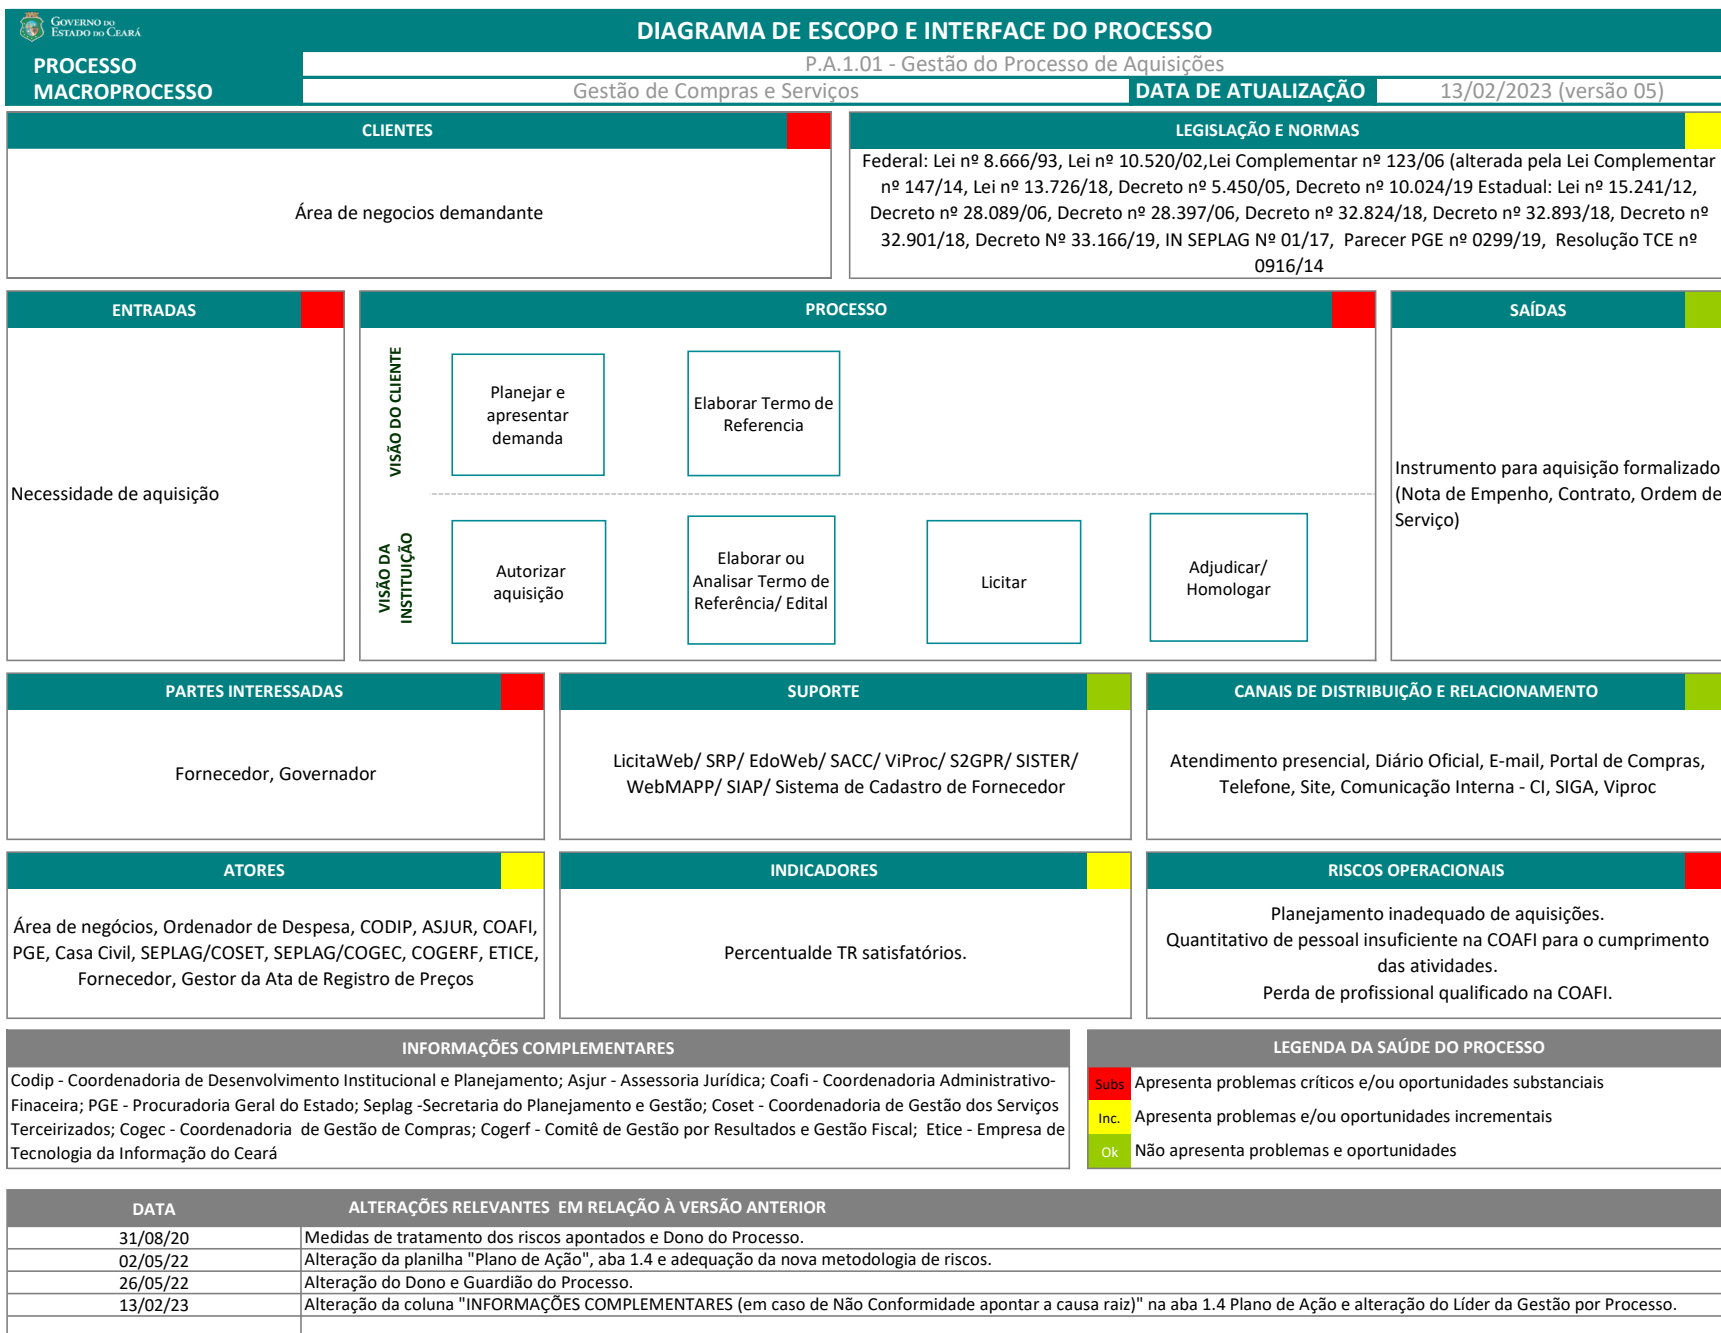 GOVERNO DO
ESTADO DO CEARÁ
DIAGRAMA DE ESCOPO E INTERFACE DO PROCESSO
PROCESSO
P.A.1.01 - Gestão do Processo de Aquisições
MACROPROCESSO
Gestão de Compras e Serviços
DATA DE ATUALIZAÇÃO
13/02/2023 (versão 05)
CLIENTES
Área de negocios demandante
LEGISLAÇÃO E NORMAS
Federal: Lei nº 8.666/93, Lei nº 10.520/02,Lei Complementar nº 123/06 (alterada pela Lei Complementar
nº 147/14, Lei nº 13.726/18, Decreto nº 5.450/05, Decreto nº 10.024/19 Estadual: Lei nº 15.241/12,
Decreto nº 28.089/06, Decreto nº 28.397/06, Decreto nº 32.824/18, Decreto nº 32.893/18, Decreto nº
32.901/18, Decreto Nº 33.166/19, IN SEPLAG Nº 01/17, Parecer PGE nº 0299/19, Resolução TCE nº
0916/14
ENTRADAS
Necessidade de aquisição
PROCESSO
VISÃO DO CLIENTE
Planejar e
apresentar
demanda
Elaborar Termo de
Referencia
VISÃO DA
INSTITUIÇÃO
Autorizar
aquisição
Elaborar ou
Analisar Termo de
Referência/ Edital
Licitar
Adjudicar/
Homologar
SAÍDAS
Instrumento para aquisição formalizado
(Nota de Empenho, Contrato, Ordem de
Serviço)
PARTES INTERESSADAS
Fornecedor, Governador
SUPORTE
LicitaWeb/ SRP/ EdoWeb/ SACC/ ViProc/ S2GPR/ SISTER/
WebMAPP/ SIAP/ Sistema de Cadastro de Fornecedor
CANAIS DE DISTRIBUIÇÃO E RELACIONAMENTO
Atendimento presencial, Diário Oficial, E-mail, Portal de Compras,
Telefone, Site, Comunicação Interna - CI, SIGA, Viproc
ATORES
Área de negócios, Ordenador de Despesa, CODIP, ASJUR, COAFI,
PGE, Casa Civil, SEPLAG/COSET, SEPLAG/COGEC, COGERF, ETICE,
Fornecedor, Gestor da Ata de Registro de Preços
INDICADORES
Percentualde TR satisfatórios.
RISCOS OPERACIONAIS
Planejamento inadequado de aquisições.
Quantitativo de pessoal insuficiente na COAFI para o cumprimento
das atividades.
Perda de profissional qualificado na COAFI.
INFORMAÇÕES COMPLEMENTARES
Codip - Coordenadoria de Desenvolvimento Institucional e Planejamento; Asjur - Assessoria Jurídica; Coafi - Coordenadoria Administrativo-
Finaceira; PGE - Procuradoria Geral do Estado; Seplag -Secretaria do Planejamento e Gestão; Coset - Coordenadoria de Gestão dos Serviços
Terceirizados; Cogec - Coordenadoria de Gestão de Compras; Cogerf - Comitê de Gestão por Resultados e Gestão Fiscal; Etice - Empresa de
Tecnologia da Informação do Ceará
LEGENDA DA SAÚDE DO PROCESSO
Subs Apresenta problemas críticos e/ou oportunidades substanciais
Inc. Apresenta problemas e/ou oportunidades incrementais
Ok Não apresenta problemas e oportunidades
DATA
ALTERAÇÕES RELEVANTES EM RELAÇÃO À VERSÃO ANTERIOR
31/08/20 Medidas de tratamento dos riscos apontados e Dono do Processo.
02/05/22 Alteração da planilha "Plano de Ação", aba 1.4 e adequação da nova metodologia de riscos.
26/05/22 Alteração do Dono e Guardião do Processo.
13/02/23 Alteração da coluna "INFORMAÇÕES COMPLEMENTARES (em caso de Não Conformidade apontar a causa raiz)" na aba 1.4 Plano de Ação e alteração do Líder da Gestão por Processo.